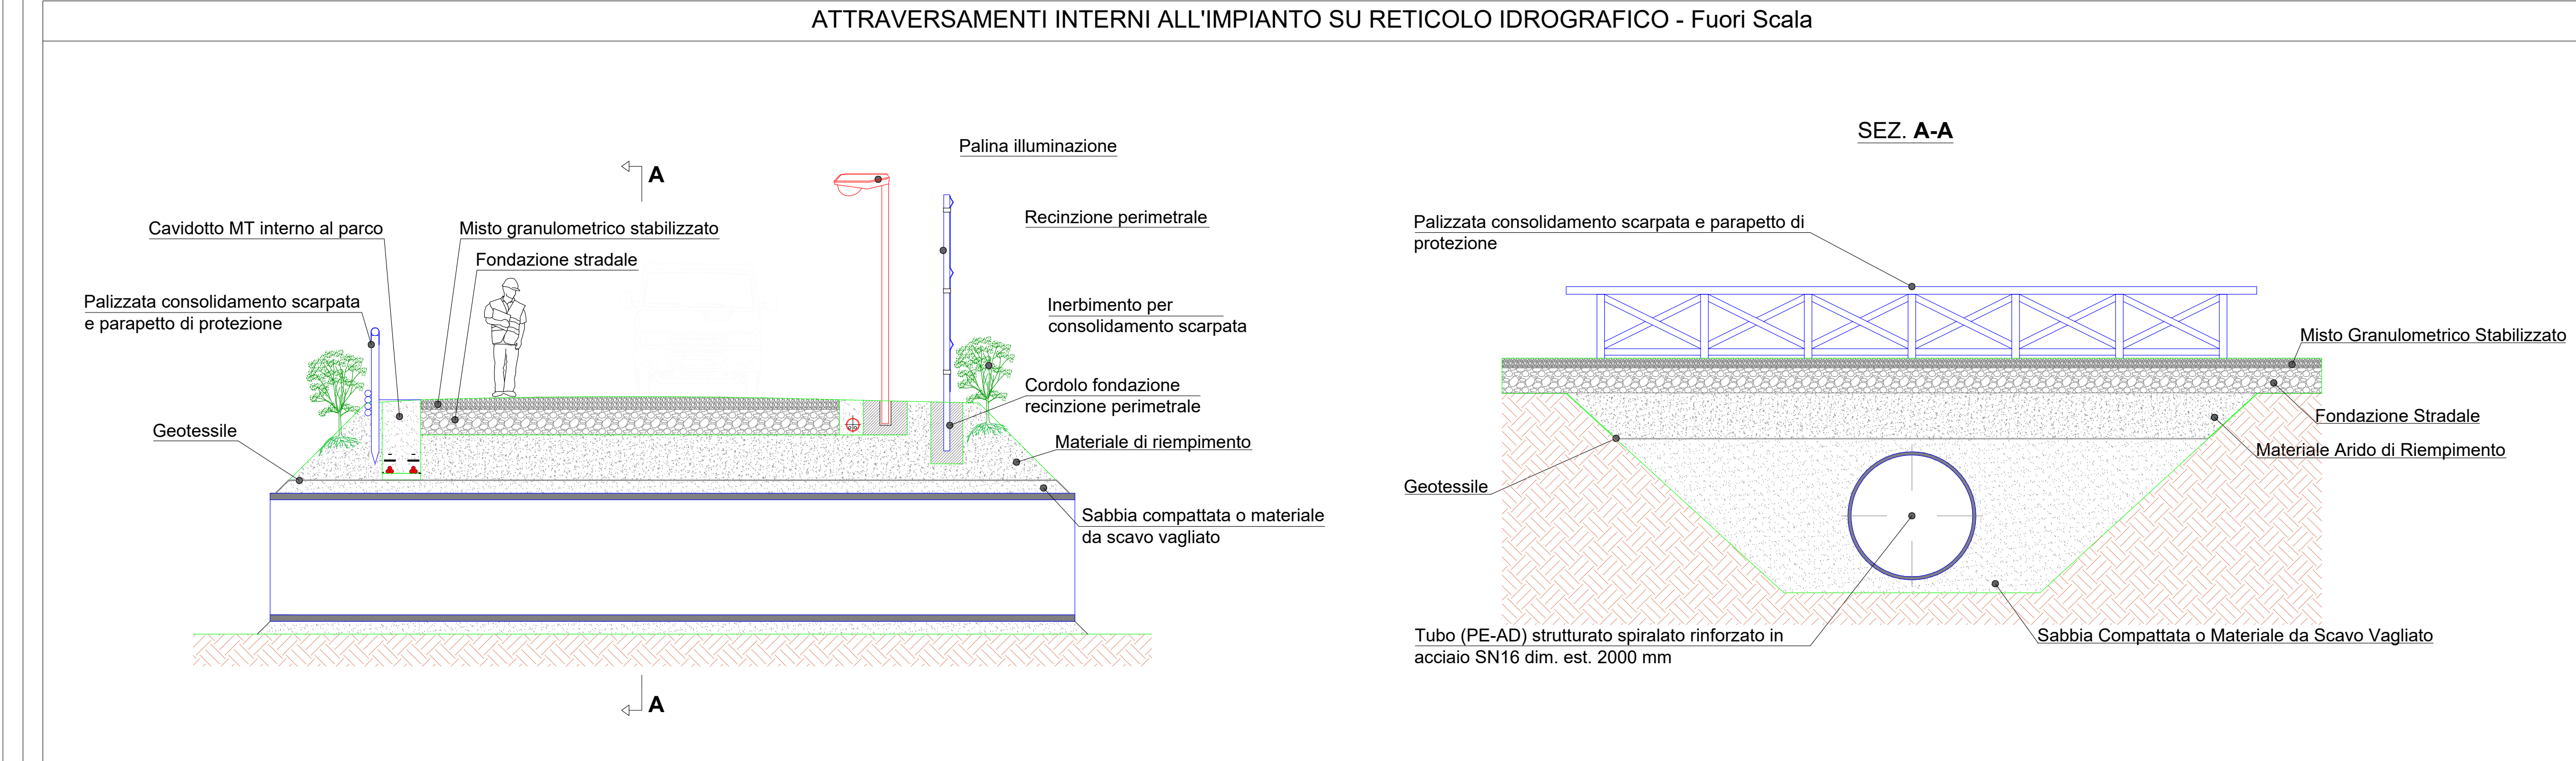 ATTRAVERSAMENTI INTERNI ALL'IMPIANTO SU RETICOLO IDROGRAFICO - Fuori Scala
A
Palina illuminazione
Recinzione perimetrale
Cavidotto MT interno al parco
Misto granulometrico stabilizzato
Fondazione stradale
Palizzata consolidamento scarpata
e parapetto di protezione
Inerbimento per
consolidamento scarpata
Cordolo fondazione
recinzione perimetrale
Geotessile
Materiale di riempimento
Sabbia compattata o materiale
da scavo vagliato
A
SEZ. A-A
Palizzata consolidamento scarpata e parapetto di
protezione
Misto Granulometrico Stabilizzato
Fondazione Stradale
Materiale Arido di Riempimento
Geotessile
Tubo (PE-AD) strutturato spiralato rinforzato in
acciaio SN16 dim. est. 2000 mm
Sabbia Compattata o Materiale da Scavo Vagliato